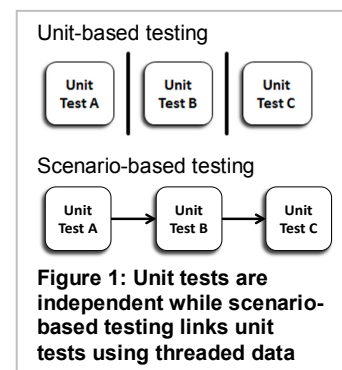 Unit-based testing
Unit Unit Unit
Test A Test B Test C
Scenario-based testing
Unit Unit Unit
Test A Test B Test C
Figure 1: Unit tests are
independent while scenario-
based testing links unit
tests using threaded data